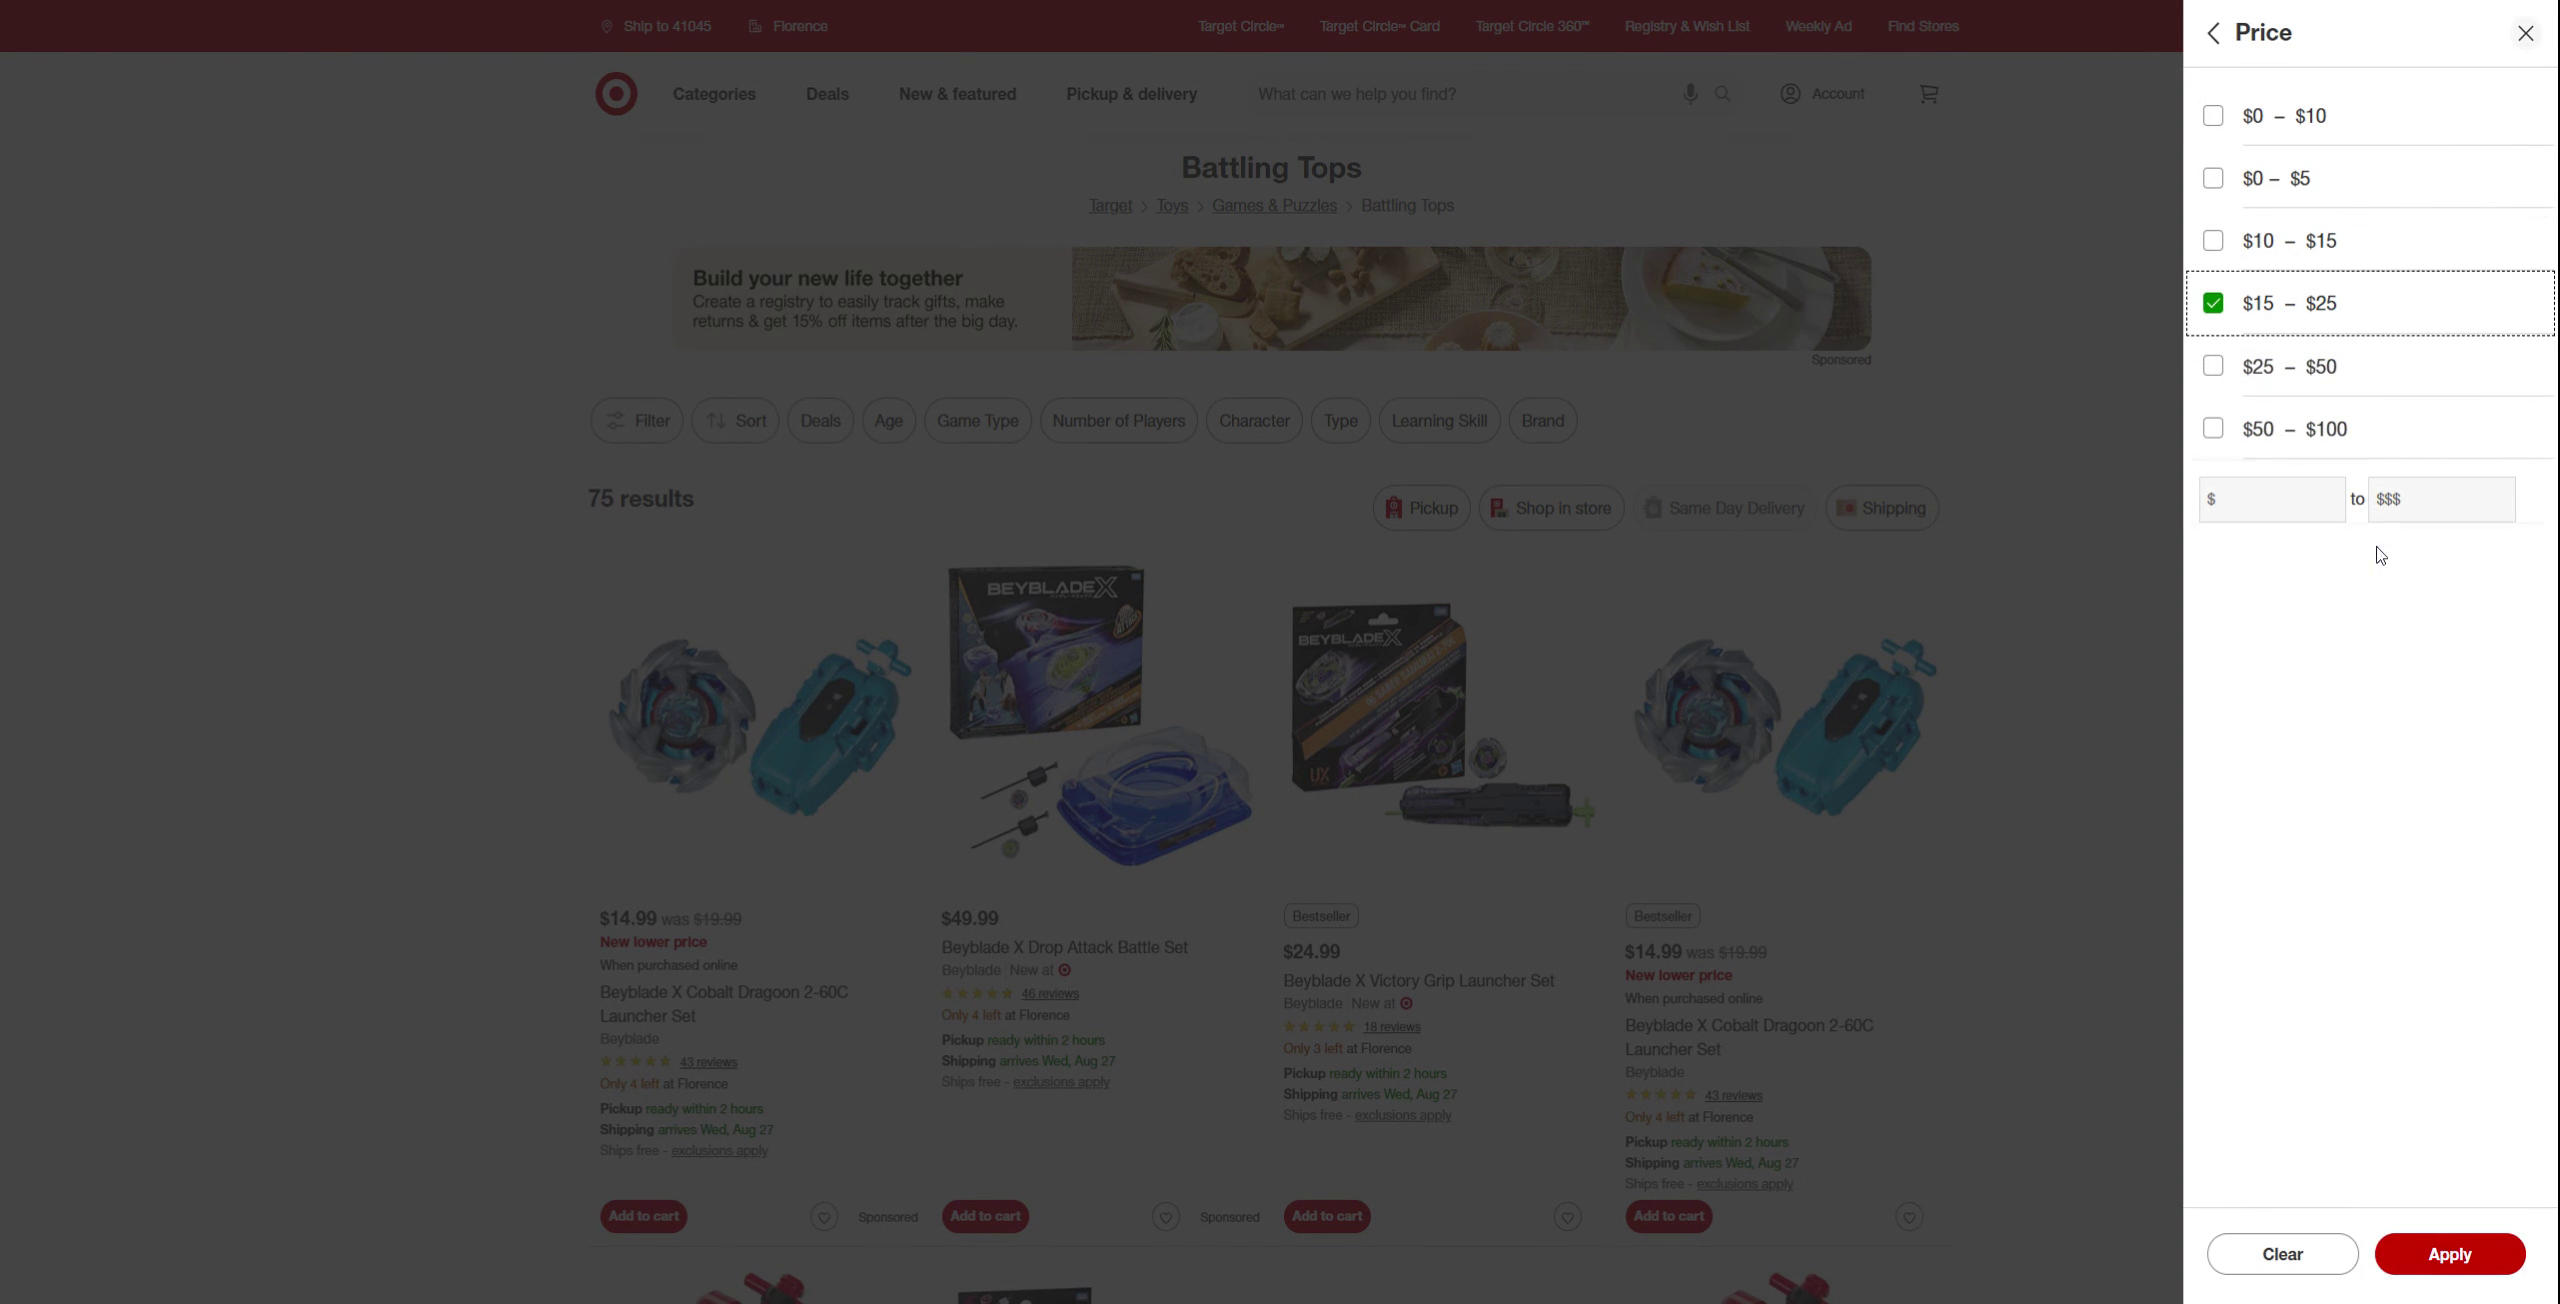 Ship to 41045
Florence
Target Circle™
Target Circle™ Card
Target Circle 360™
Registry & Wish List
Weekly Ad
Find Stores
Categories
Deals
New & featured
Pickup & delivery
What can we help you find?
Account
Battling Tops
Target > Toys > Games & Puzzles > Battling Tops
Build your new life together
Create a registry to easily track gifts, make
returns & get 15% off items after the big day.
Sponsored
Filter
Sort
Deals
Age
Game Type
Number of Players
Character
Type
Learning Skill
Brand
75 results
Pickup
Shop in store
Same Day Delivery
Shipping
BEYBLADE X
BEYBLADE X
UX
$14.99 was $19.99
New lower price
When purchased online
Beyblade X Cobalt Dragoon 2-60C
Launcher Set
Beyblade
43 reviews
Only 4 left at Florence
Pickup ready within 2 hours
Shipping arrives Wed, Aug 27
Ships free - exclusions apply
Add to cart
Sponsored
$49.99
Beyblade X Drop Attack Battle Set
Beyblade New at
46 reviews
Only 4 left at Florence
Pickup ready within 2 hours
Shipping arrives Wed, Aug 27
Ships free - exclusions apply
Add to cart
Sponsored
Bestseller
$24.99
Beyblade X Victory Grip Launcher Set
Beyblade New at
18 reviews
Only 3 left at Florence
Pickup ready within 2 hours
Shipping arrives Wed, Aug 27
Ships free - exclusions apply
Add to cart
Bestseller
$14.99 was $19.99
New lower price
When purchased online
Beyblade X Cobalt Dragoon 2-60C
Launcher Set
Beyblade
43 reviews
Only 4 left at Florence
Pickup ready within 2 hours
Shipping arrives Wed, Aug 27
Ships free - exclusions apply
Add to cart
Price
$0 – $10
$0 – $5
$10 – $15
$15 – $25
$25 – $50
$50 – $100
$ to $$$
Clear
Apply